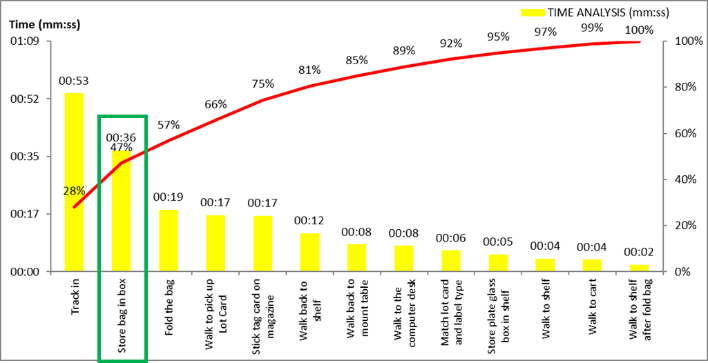 Time (mm:ss)
TIME ANALYSIS (mm:ss)
01:09
00:52
00:35
00:17
00:00
100%
80%
60%
40%
20%
0%
00:53
00:36
00:19
00:17
00:17
00:12
00:08
00:08
00:06
00:05
00:04
00:04
00:02
28%
47%
57%
66%
75%
81%
85%
89%
92%
95%
97%
99%
100%
Track in
Store bag in box
Fold the bag
Walk to pick up
Lot Card
Stick tag card on
magazine
Walk back to
shelf
Walk back to
mount table
Walk to the
computer desk
Match lot card
and label type
Store plate glass
box in shelf
Walk to shelf
Walk to cart
Walk to shelf
after fold bag